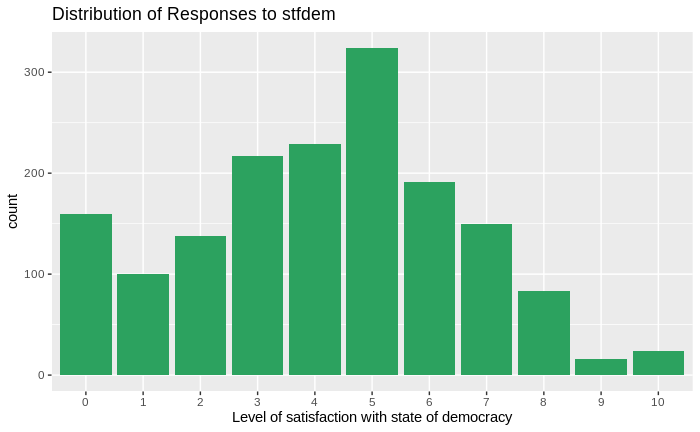 Distribution of Responses to stfdem
count
300
200
100
0
0 1 2 3 4 5 6 7 8 9 10
Level of satisfaction with state of democracy